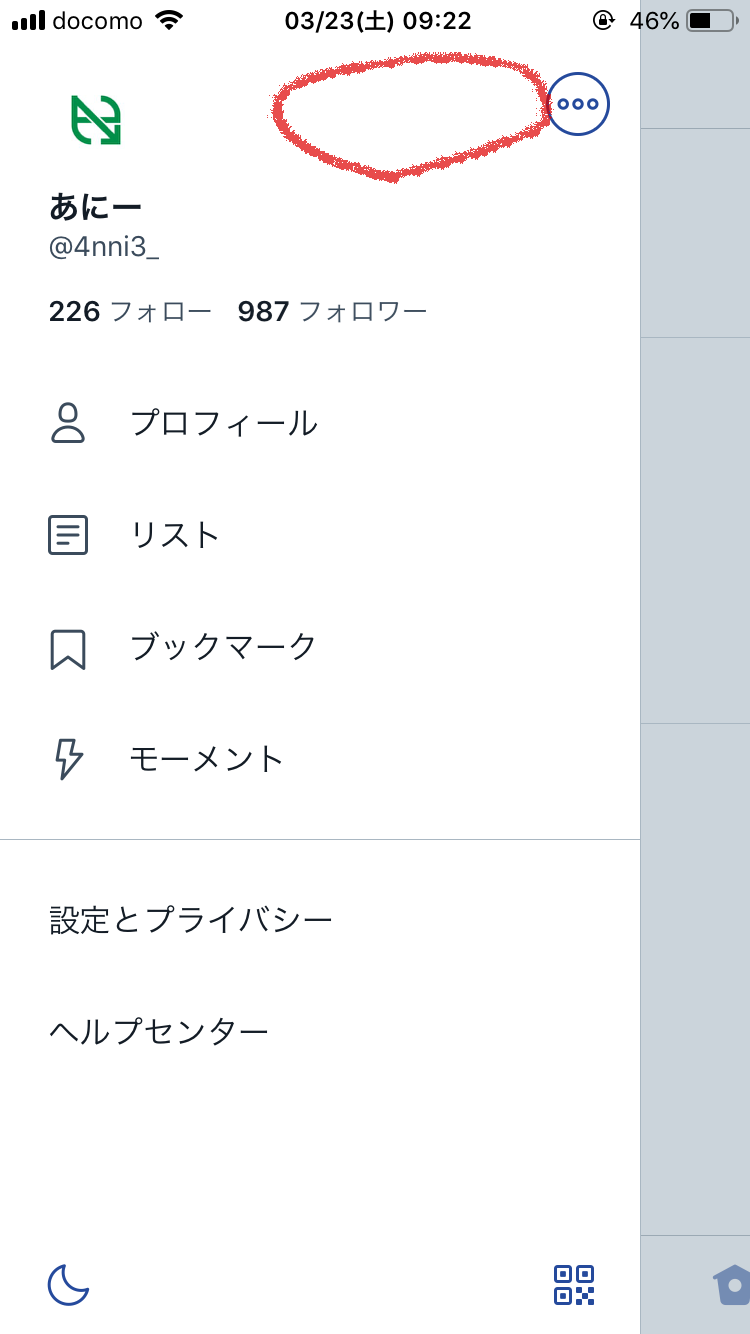 docomo 03/23(土) 09:22 46%
あにー
@4nni3_
226 フォロー 987 フォロワー
プロフィール
リスト
ブックマーク
モーメント
設定とプライバシー
ヘルプセンター